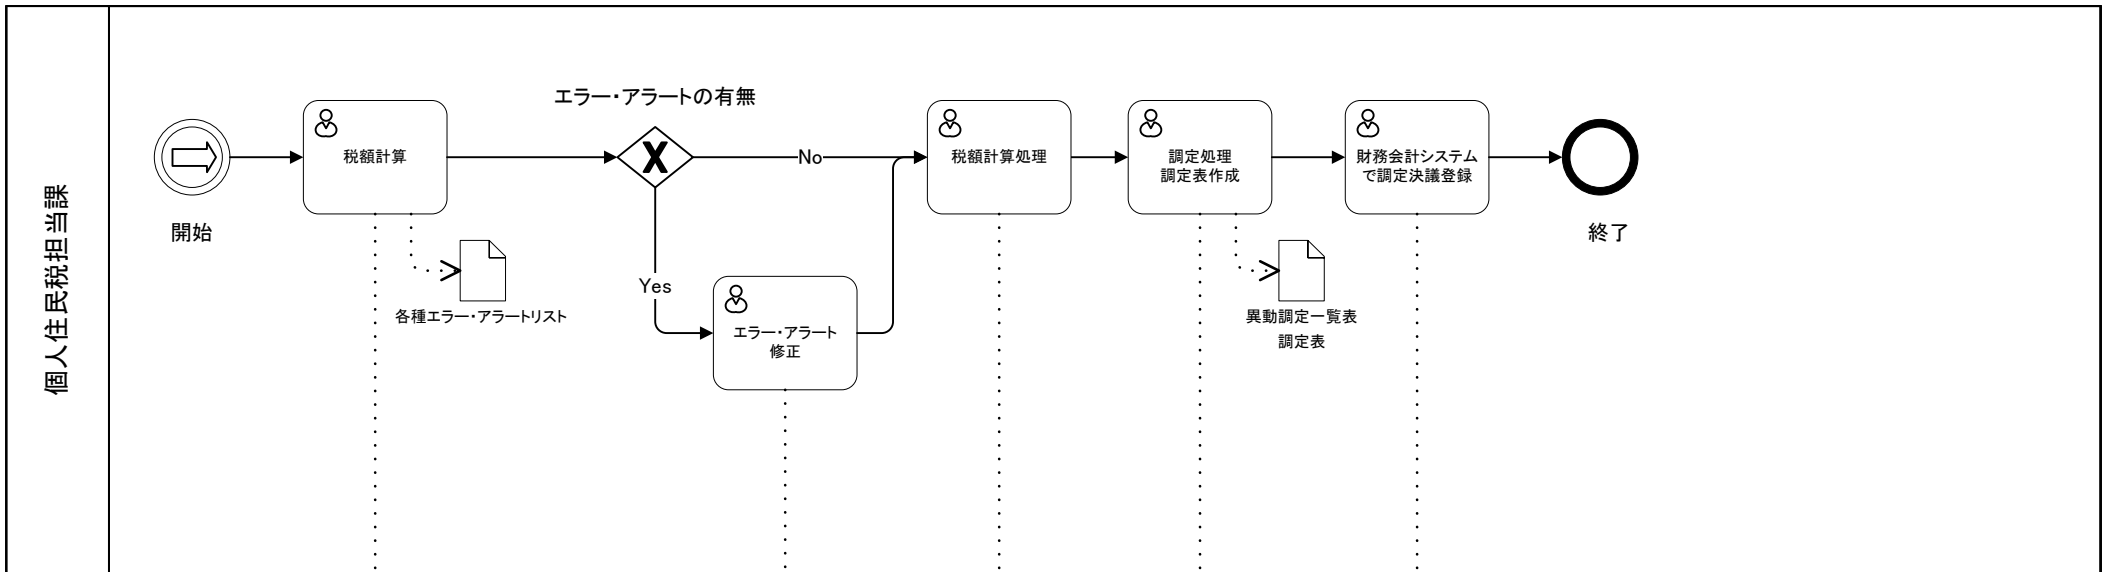 個人住民税担当課
エラー・アラートの有無
開始
税額計算
各種エラー・アラートリスト
No
Yes
エラー・アラート
修正
税額計算処理
調定処理
調定表作成
異動調定一覧表
調定表
財務会計システム
で調定決議登録
終了